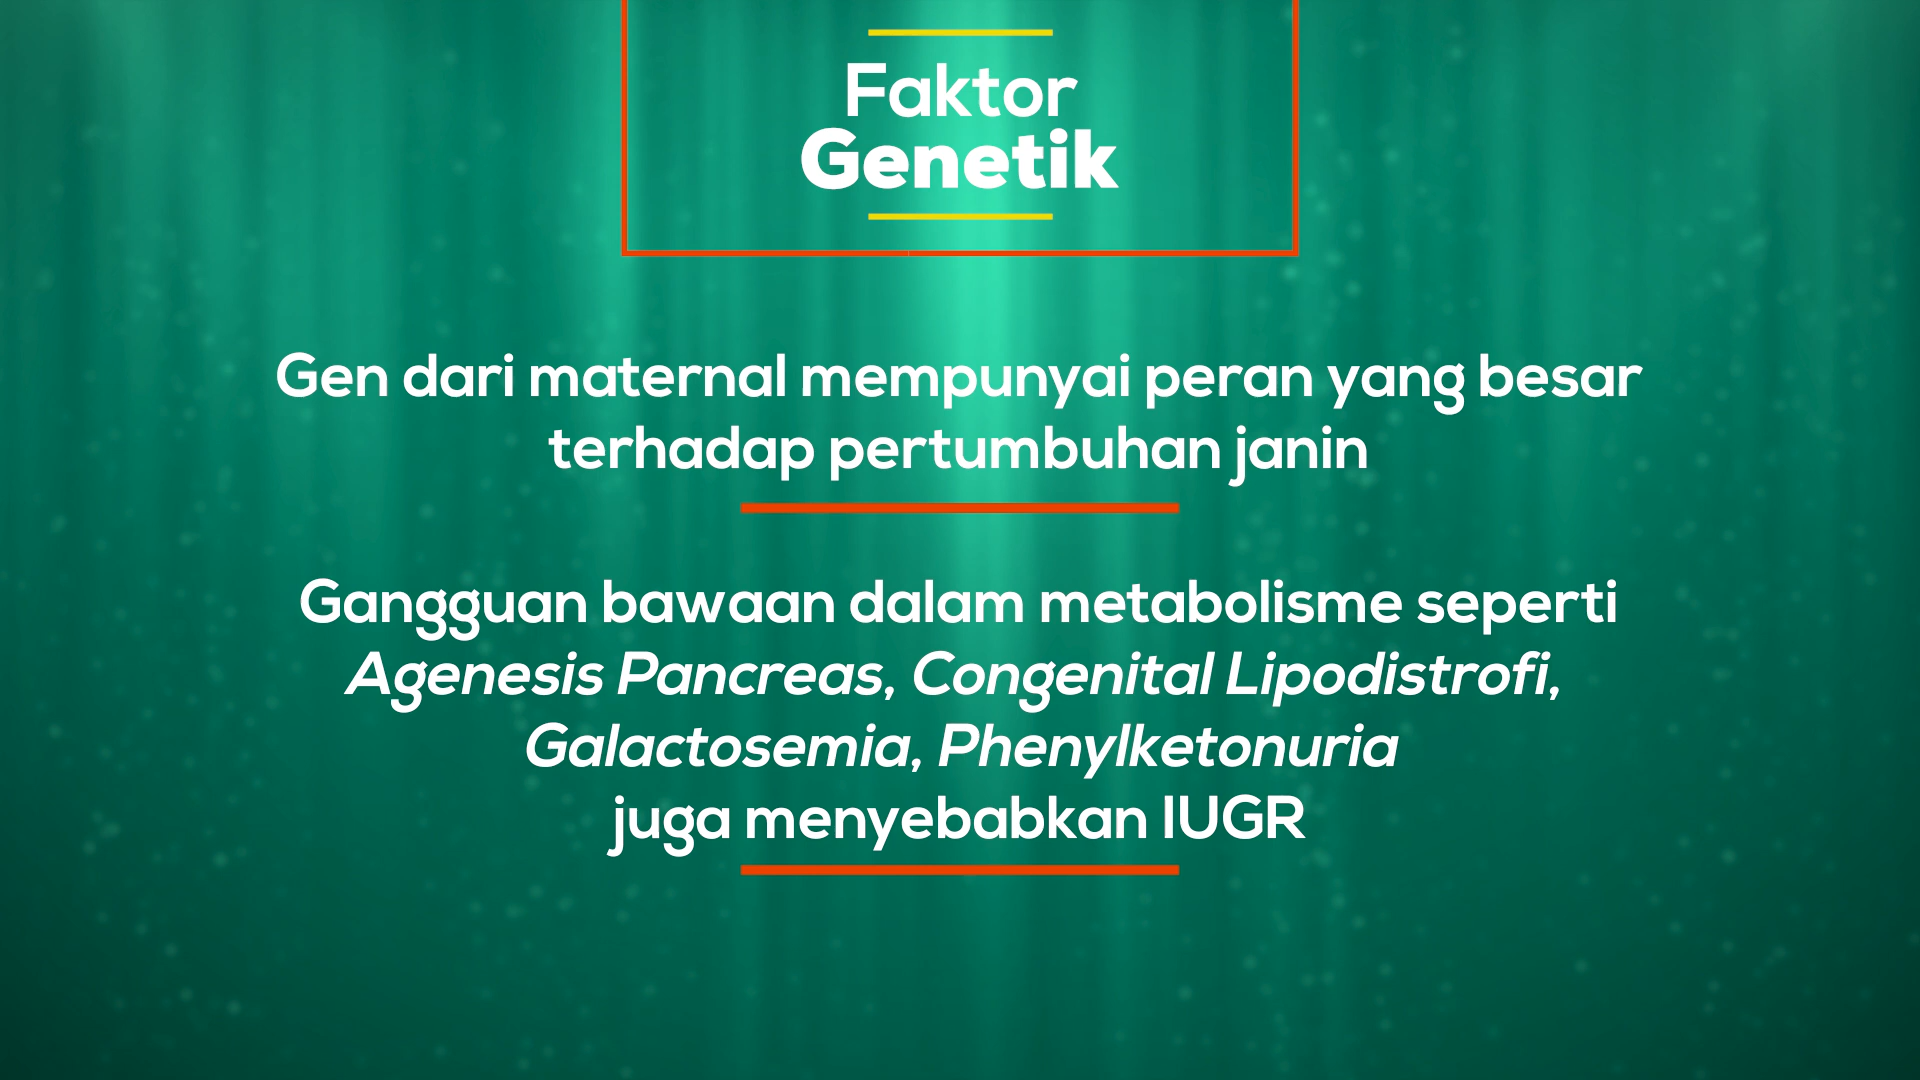 Faktor
Genetik
Gen dari maternal mempunyai peran yang besar
terhadap pertumbuhan janin
Gangguan bawaan dalam metabolisme seperti
Agenesis Pancreas, Congenital Lipodistrofi,
Galactosemia, Phenylketonuria
juga menyebabkan IUGR